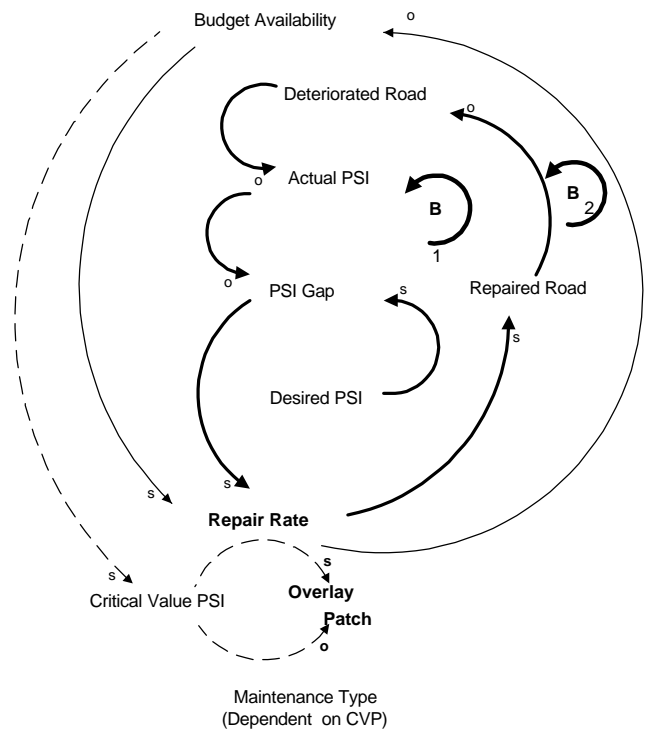 Budget Availability
o
Deteriorated Road
o
o
Actual PSI
B
1
B
2
o
PSI Gap
s
Repaired Road
s
Desired PSI
s
s
Repair Rate
s
s
Critical Value PSI
Overlay
Patch
o
Maintenance Type
(Dependent on CVP)